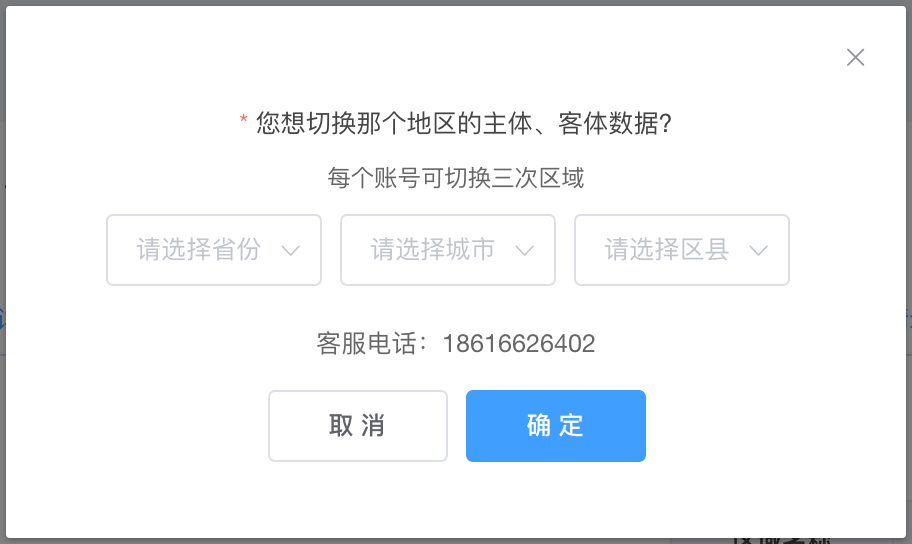 * 您想切换那个地区的主体、客体数据?
每个账号可切换三次区域
请选择省份 请选择城市 请选择区县
客服电话：18616626402
取 消 确 定